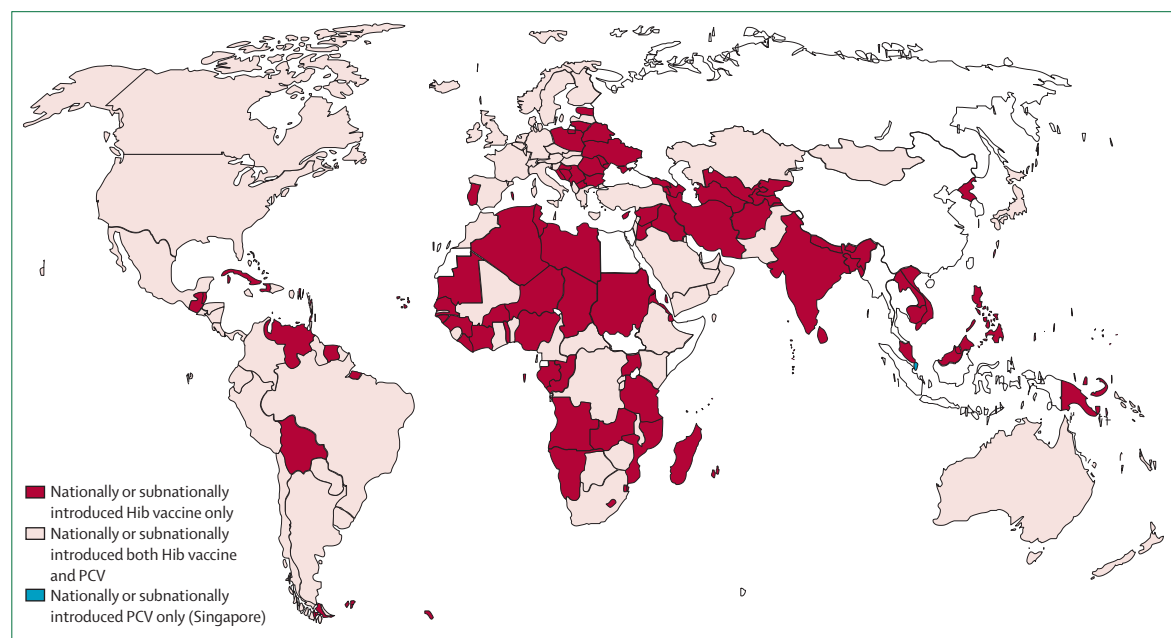 Nationally or subnationally
introduced Hib vaccine only
Nationally or subnationally
introduced both Hib vaccine
and PCV
Nationally or subnationally
introduced PCV only (Singapore)